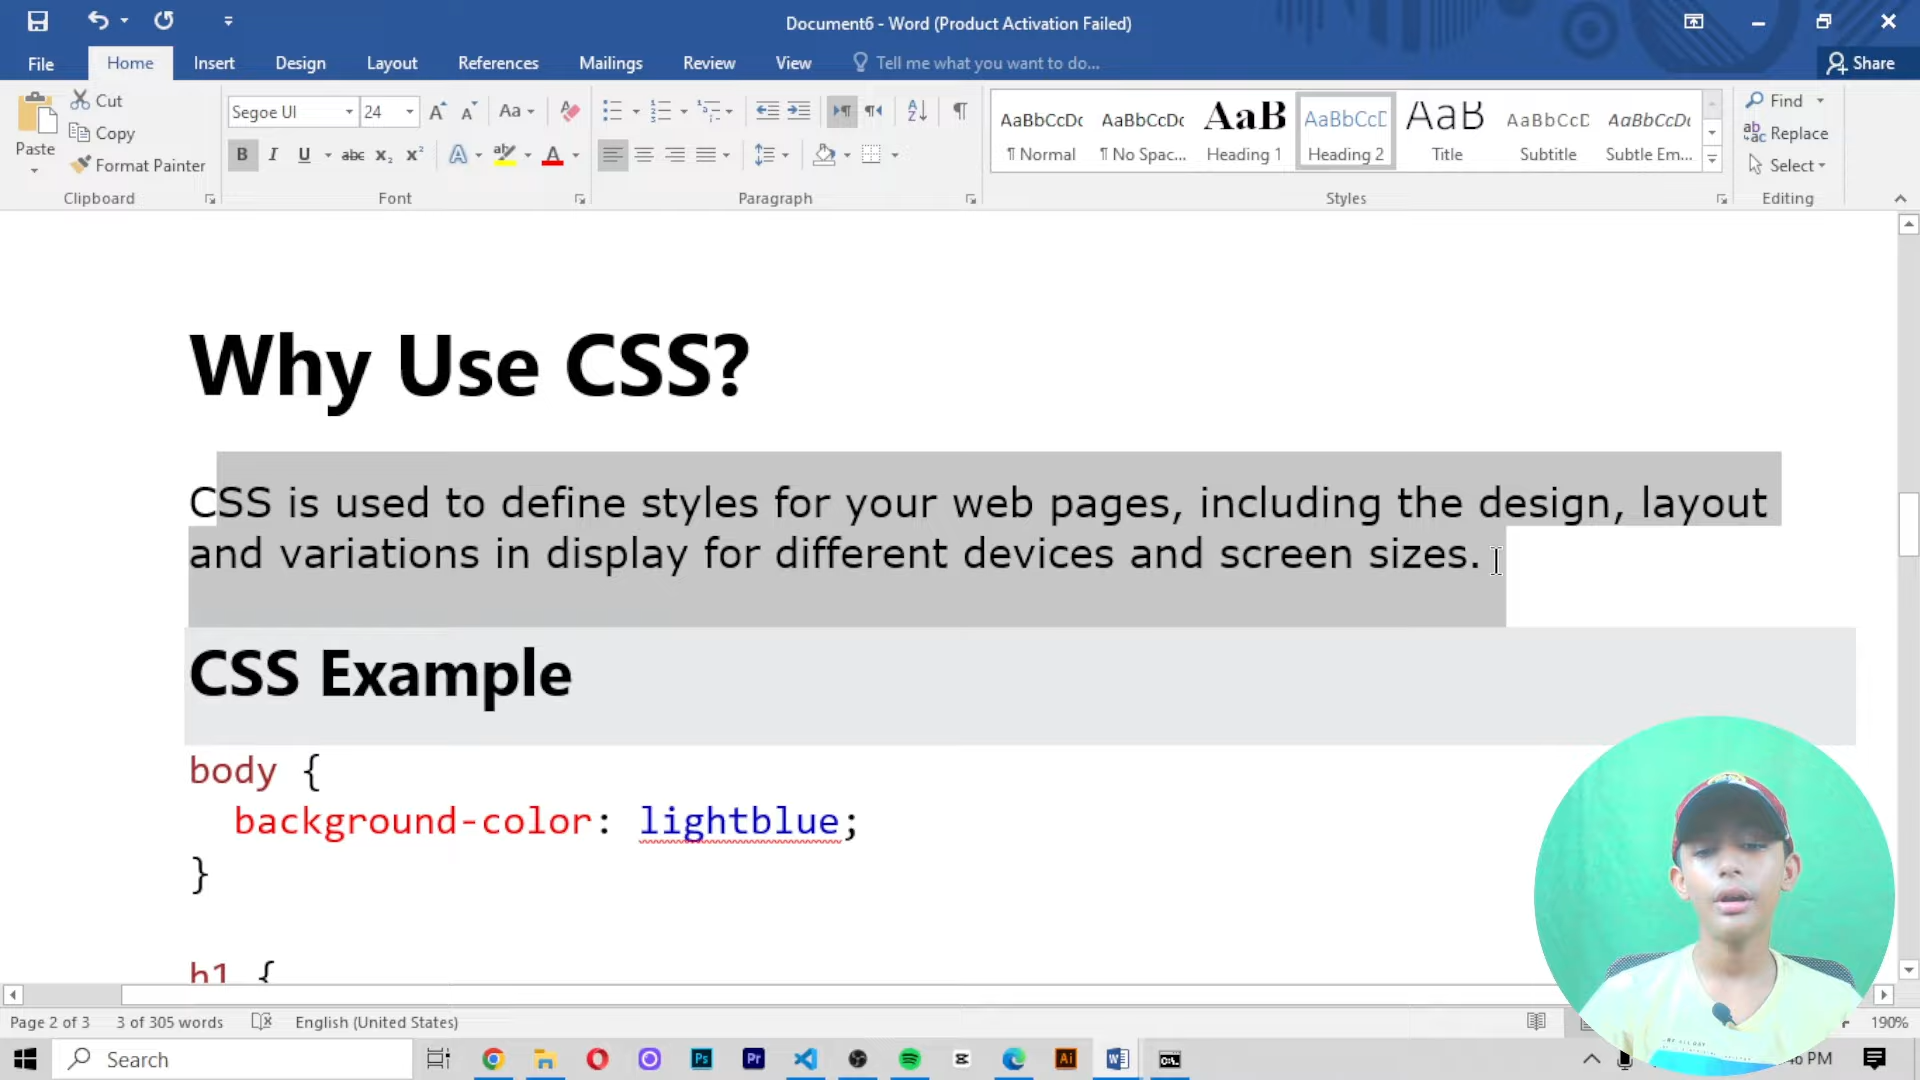 Document6 - Word (Product Activation Failed)
File Home Insert Design Layout References Mailings Review View Tell me what you want to do... Share
Paste Cut Copy Format Painter Clipboard
Segoe UI 24 Aa Font
Paragraph
AaBbCcDc ¶ Normal
AaBbCcDc ¶ No Spac...
AaB Heading 1
AaBbCcD Heading 2
AaB Title
AaBbCcD Subtitle
AaBbCcDc Subtle Em...
Styles
Find Replace Select Editing
Why Use CSS?
CSS is used to define styles for your web pages, including the design, layout
and variations in display for different devices and screen sizes.
CSS Example
body {
background-color: lightblue;
}
h1 {
Page 2 of 3 3 of 305 words English (United States) 190%
Search PM